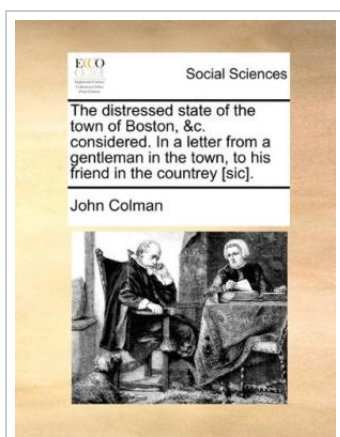 ECCO
Social Sciences
The distressed state of the
town of Boston, &c.
considered. In a letter from a
gentleman in the town, to his
friend in the countrey [sic].
John Colman